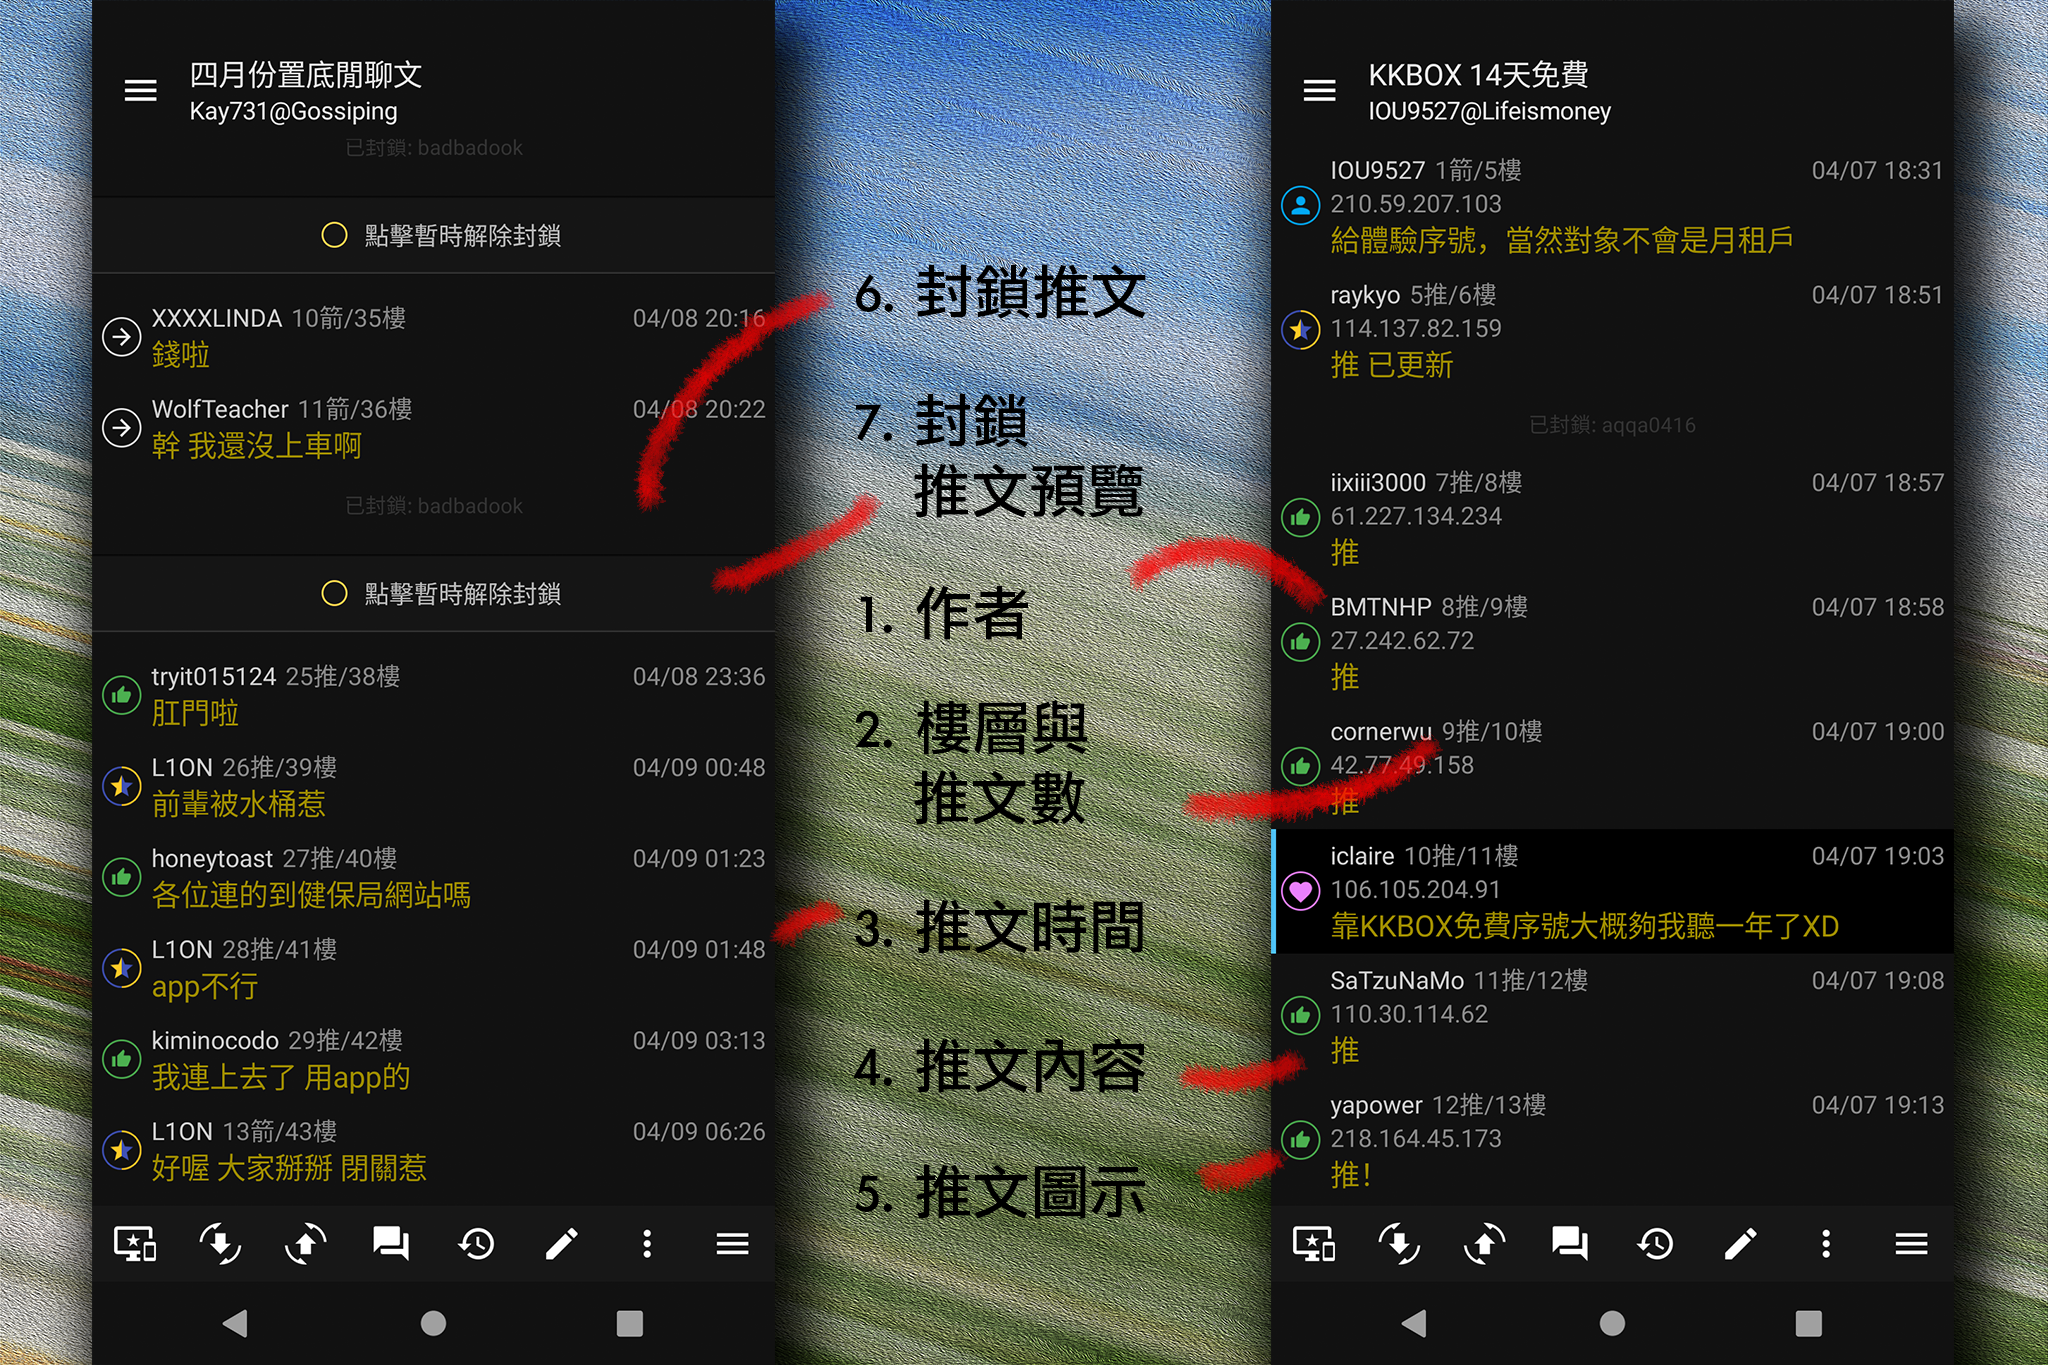 四月份置底閒聊文
Kay731@Gossiping
已封鎖: badbadook
點擊暫時解除封鎖
XXXXLINDA 10箭/35樓 04/08 20:16
錢啦
WolfTeacher 11箭/36樓 04/08 20:22
幹 我還沒上車啊
已封鎖: badbadook
點擊暫時解除封鎖
tryit015124 25推/38樓 04/08 23:36
肛門啦
L1ON 26推/39樓 04/09 00:48
前輩被水桶惹
honeytoast 27推/40樓 04/09 01:23
各位連的到健保局網站嗎
L1ON 28推/41樓 04/09 01:48
app不行
kiminocodo 29推/42樓 04/09 03:13
我連上去了 用app的
L1ON 13箭/43樓 04/09 06:26
好喔 大家掰掰 閉關惹
6. 封鎖推文
7. 封鎖
推文預覽
1. 作者
2. 樓層與
推文數
3. 推文時間
4. 推文內容
5. 推文圖示
KKBOX 14天免費
IOU9527@Lifeismoney
IOU9527 1箭/5樓 04/07 18:31
210.59.207.103
給體驗序號，當然對象不會是月租戶
raykyo 5推/6樓 04/07 18:51
114.137.82.159
推 已更新
已封鎖: aqqa0416
iixiii3000 7推/8樓 04/07 18:57
61.227.134.234
推
BMTNHP 8推/9樓 04/07 18:58
27.242.62.72
推
cornerwu 9推/10樓 04/07 19:00
42.77.49.158
推
iclaire 10推/11樓 04/07 19:03
106.105.204.91
靠KKBOX免費序號大概夠我聽一年了XD
SaTzuNaMo 11推/12樓 04/07 19:08
110.30.114.62
推
yapower 12推/13樓 04/07 19:13
218.164.45.173
推！